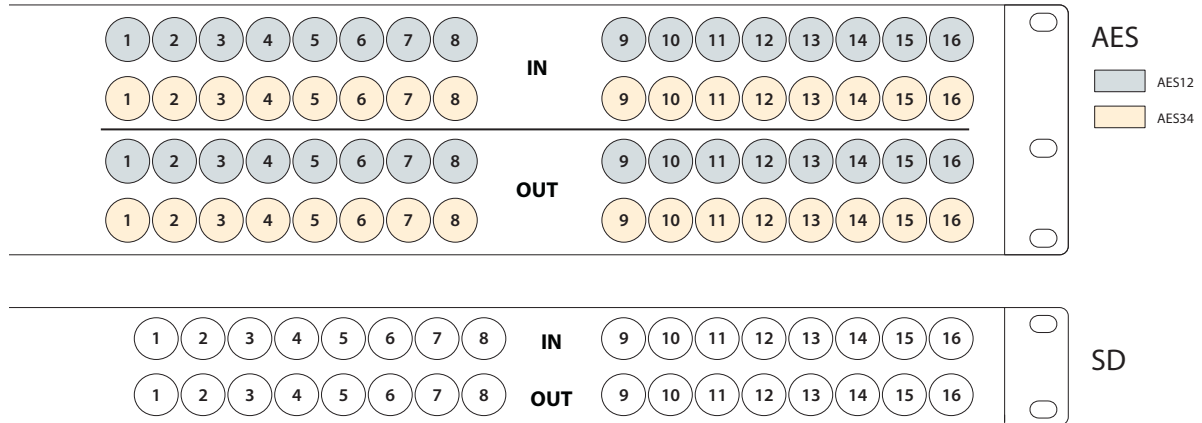 1 2 3 4 5 6 7 8 9 10 11 12 13 14 15 16
IN
1 2 3 4 5 6 7 8 9 10 11 12 13 14 15 16
1 2 3 4 5 6 7 8 9 10 11 12 13 14 15 16
OUT
1 2 3 4 5 6 7 8 9 10 11 12 13 14 15 16
AES
AES12
AES34
1 2 3 4 5 6 7 8 IN 9 10 11 12 13 14 15 16
1 2 3 4 5 6 7 8 OUT 9 10 11 12 13 14 15 16
SD